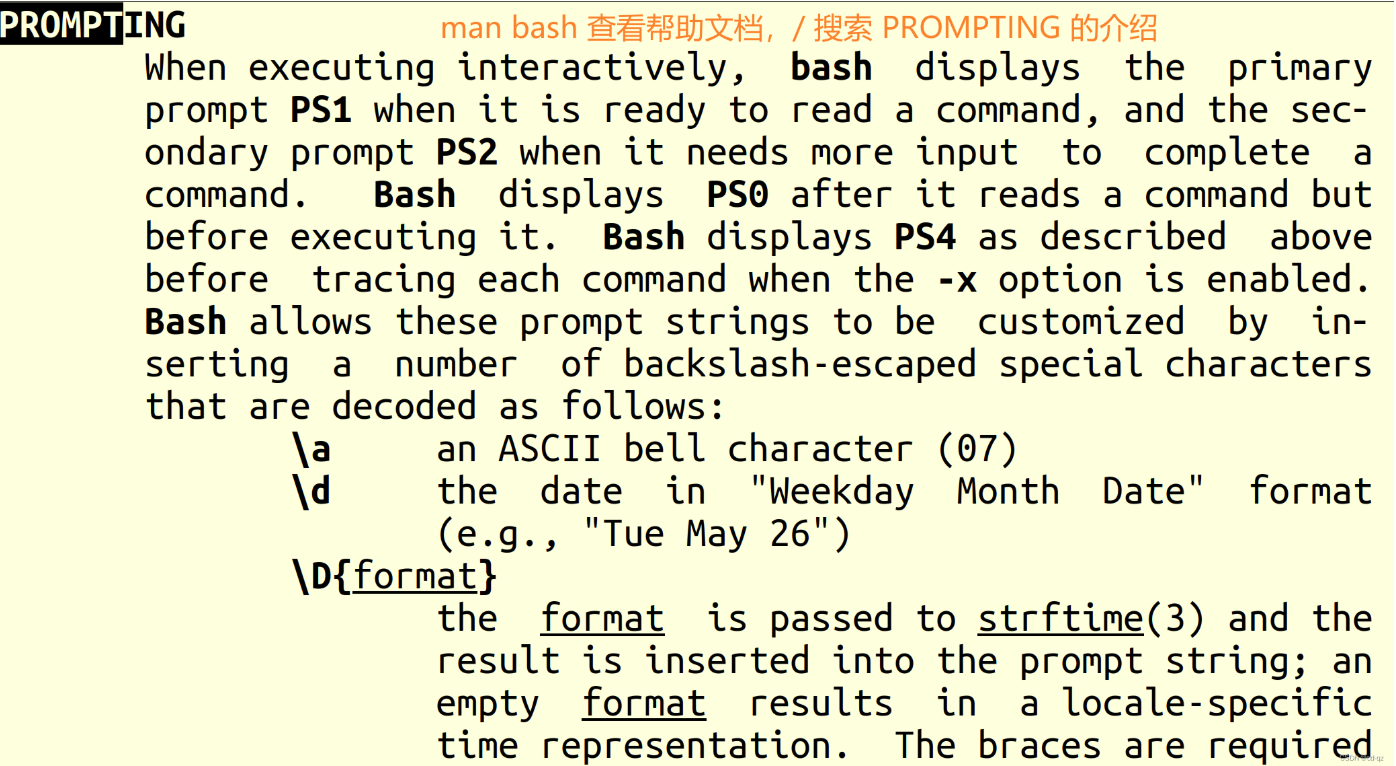 PROMPTING man bash 查看帮助文档，/ 搜索 PROMPTING 的介绍
When executing interactively, bash displays the primary
prompt PS1 when it is ready to read a command, and the sec-
ondary prompt PS2 when it needs more input to complete a
command. Bash displays PS0 after it reads a command but
before executing it. Bash displays PS4 as described above
before tracing each command when the -x option is enabled.
Bash allows these prompt strings to be customized by in-
serting a number of backslash-escaped special characters
that are decoded as follows:
\a an ASCII bell character (07)
\d the date in "Weekday Month Date" format
(e.g., "Tue May 26")
\D{format}
the format is passed to strftime(3) and the
result is inserted into the prompt string; an
empty format results in a locale-specific
time representation. The braces are required